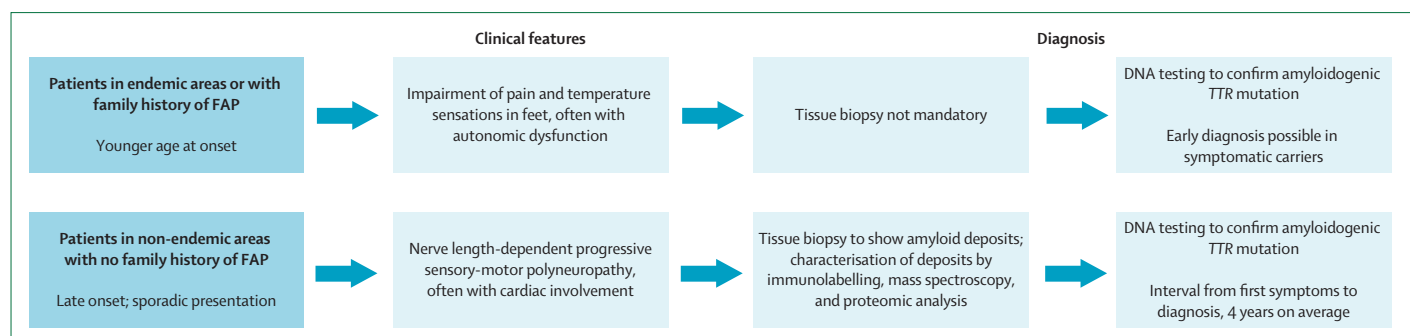 Clinical features
Diagnosis
Patients in endemic areas or with
family history of FAP
Younger age at onset
Impairment of pain and temperature
sensations in feet, often with
autonomic dysfunction
Tissue biopsy not mandatory
DNA testing to confirm amyloidogenic
TTR mutation
Early diagnosis possible in
symptomatic carriers
Patients in non-endemic areas
with no family history of FAP
Late onset; sporadic presentation
Nerve length-dependent progressive
sensory-motor polyneuropathy,
often with cardiac involvement
Tissue biopsy to show amyloid deposits;
characterisation of deposits by
immunolabelling, mass spectroscopy,
and proteomic analysis
DNA testing to confirm amyloidogenic
TTR mutation
Interval from first symptoms to
diagnosis, 4 years on average